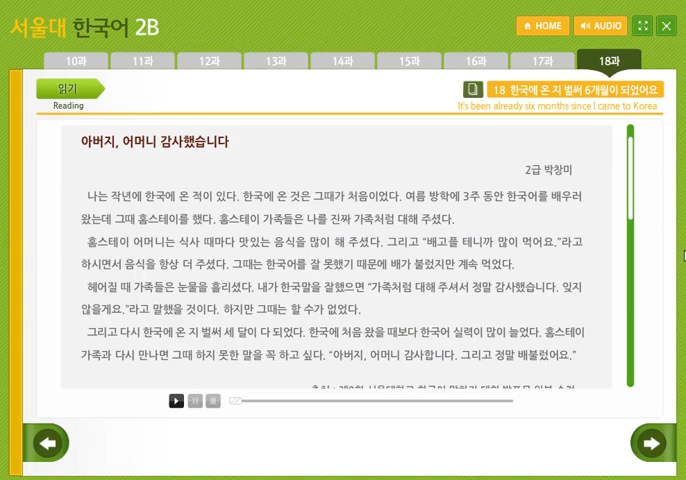 서울대 한국어 2B
HOME
AUDIO
10과
11과
12과
13과
14과
15과
16과
17과
18과
읽기
Reading
18 한국에 온 지 벌써 6개월이 되었어요
It's been already six months since I came to Korea
아버지, 어머니 감사했습니다
2급 박창미
나는 작년에 한국에 온 적이 있다. 한국에 온 것은 그때가 처음이었다. 여름 방학에 3주 동안 한국어를 배우러
왔는데 그때 홈스테이를 했다. 홈스테이 가족들은 나를 진짜 가족처럼 대해 주셨다.
홈스테이 어머니는 식사 때마다 맛있는 음식을 많이 해 주셨다. 그리고 “배고플 테니까 많이 먹어요.”라고
하시면서 음식을 항상 더 주셨다. 그때는 한국어를 잘 못했기 때문에 배가 불렀지만 계속 먹었다.
헤어질 때 가족들은 눈물을 흘리셨다. 내가 한국말을 잘했으면 “가족처럼 대해 주셔서 정말 감사했습니다. 잊지
않을게요.”라고 말했을 것이다. 하지만 그때는 할 수가 없었다.
그리고 다시 한국에 온 지 벌써 세 달이 다 되었다. 한국에 처음 왔을 때보다 한국어 실력이 많이 늘었다. 홈스테이
가족과 다시 만나면 그때 하지 못한 말을 꼭 하고 싶다. “아버지, 어머니 감사합니다. 그리고 정말 배불렀어요.”